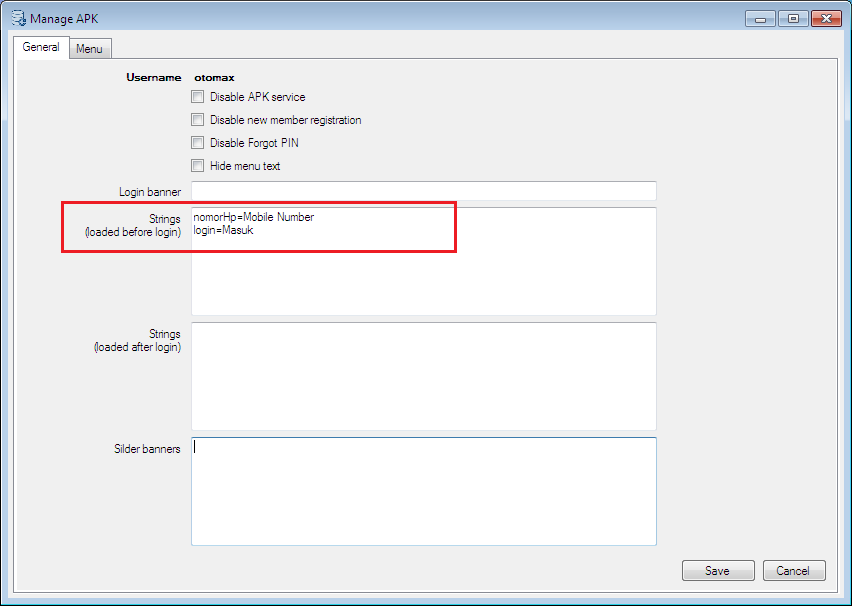 Manage APK
General
Menu
Username otomax
Disable APK service
Disable new member registration
Disable Forgot PIN
Hide menu text
Login banner
Strings
(loaded before login)
nomorHp=Mobile Number
login=Masuk
Strings
(loaded after login)
Silder banners
Save
Cancel